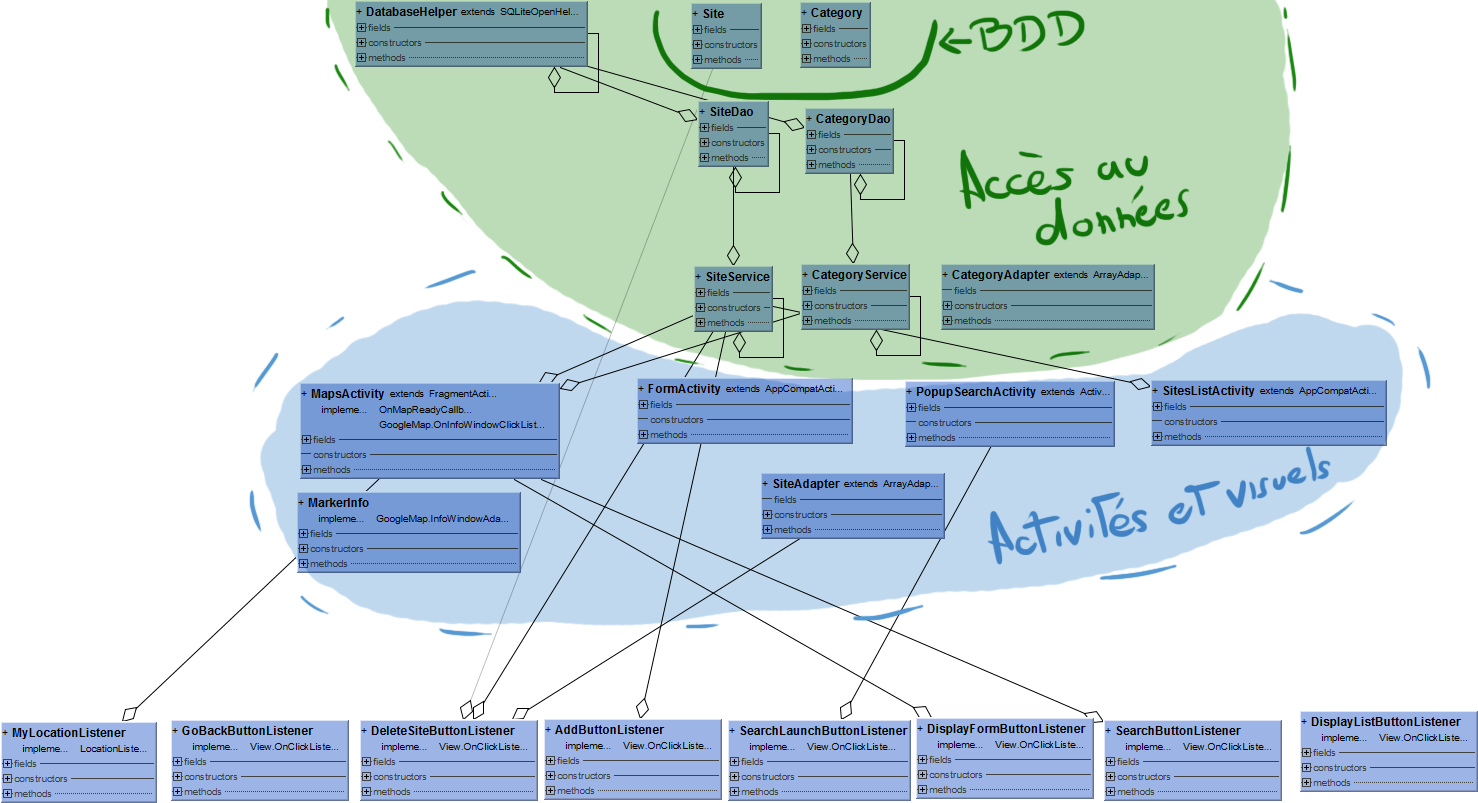 + DatabaseHelper extends SQLiteOpenHel...
fields
constructors
methods
+ Site
fields
constructors
methods
+ Category
fields
constructors
methods
←BDD
+ SiteDao
fields
constructors
methods
+ CategoryDao
fields
constructors
methods
Accès au
données
+ SiteService
fields
constructors
methods
+ CategoryService
fields
constructors
methods
+ CategoryAdapter extends ArrayAdap...
fields
constructors
methods
+ MapsActivity extends FragmentActi...
impleme... OnMapReadyCallb...
GoogleMap.OnInfoWindowClickList...
fields
constructors
methods
+ FormActivity extends AppCompatActi...
fields
constructors
methods
+ PopupSearchActivity extends Activ...
fields
constructors
methods
+ SitesListActivity extends AppCompatActi...
fields
constructors
methods
+ MarkerInfo
impleme... GoogleMap.InfoWindowAda...
fields
constructors
methods
+ SiteAdapter extends ArrayAdap...
fields
constructors
methods
Activités et visuels
+ MyLocationListener
impleme... LocationListe...
fields
constructors
methods
+ GoBackButtonListener
impleme... View.OnClickListe...
fields
constructors
methods
+ DeleteSiteButtonListener
impleme... View.OnClickListe...
fields
constructors
methods
+ AddButtonListener
impleme... View.OnClickListe...
fields
constructors
methods
+ SearchLaunchButtonListener
impleme... View.OnClickListe...
fields
constructors
methods
+ DisplayFormButtonListener
impleme... View.OnClickListe...
fields
constructors
methods
+ SearchButtonListener
impleme... View.OnClickListe...
fields
constructors
methods
+ DisplayListButtonListener
impleme... View.OnClickListe...
fields
constructors
methods